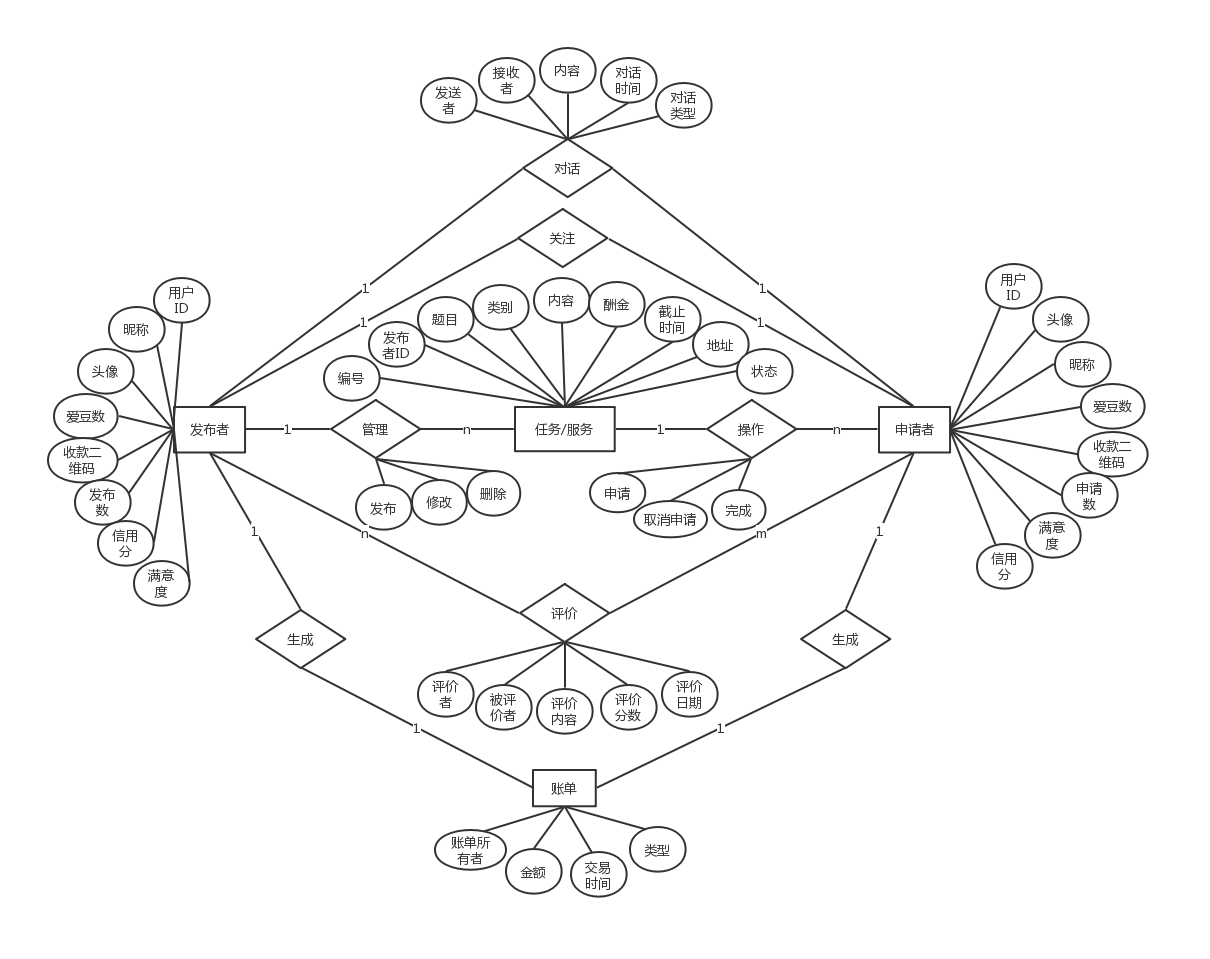 内容
接收
者
对话
时间
发送
者
对话
类型
对话
关注
1
1
1
1
用户
ID
昵称
头像
爱豆数
收款二
维码
发布
数
信用
分
满意
度
发布者
编号
发布
者ID
题目
类别
内容
酬金
截止
时间
地址
状态
1
管理
n
任务/服务
1
操作
n
申请者
用户
ID
头像
昵称
爱豆数
收款二
维码
申请
数
满意
度
信用
分
发布
修改
删除
申请
取消申请
完成
1
n
m
1
评价
生成
生成
评价
者
被评
价者
评价
内容
评价
分数
评价
日期
1
1
账单
账单所
有者
金额
交易
时间
类型